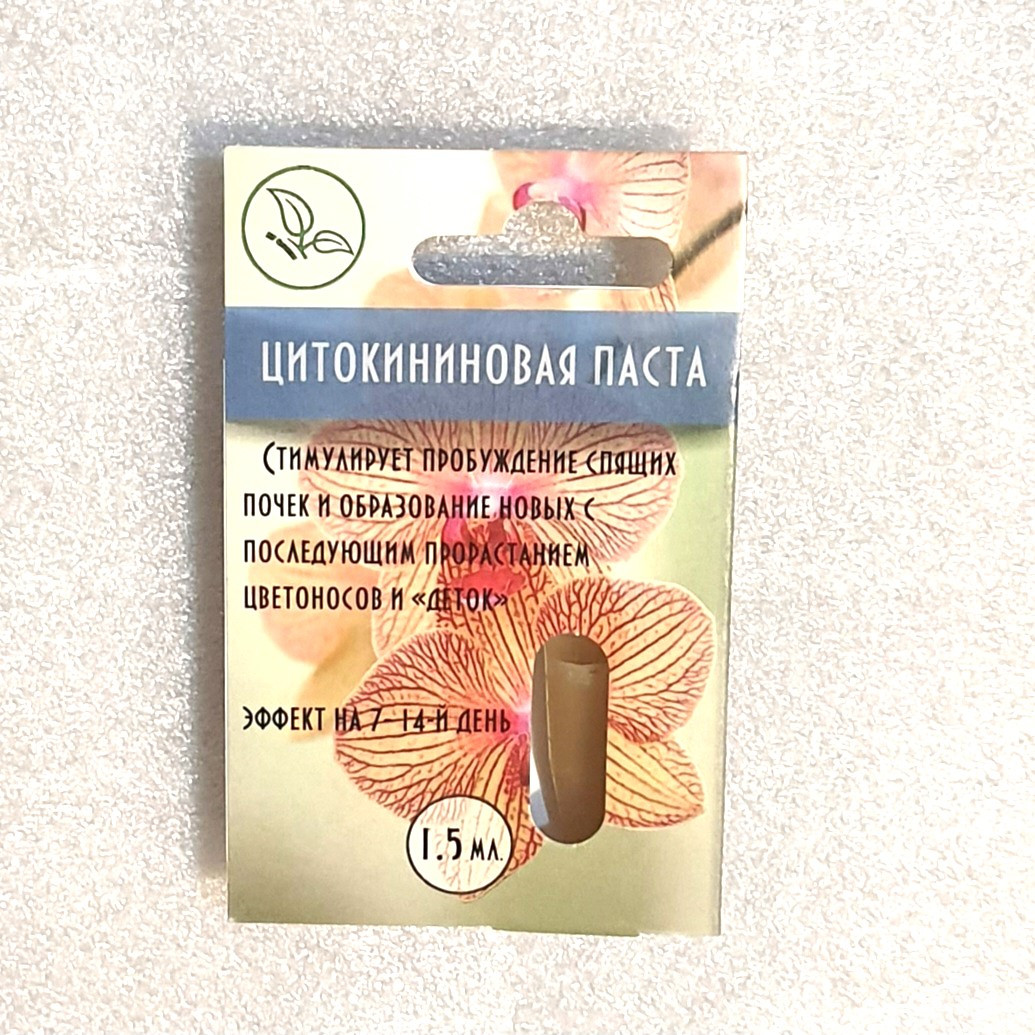 ЦИТОКИНИНОВАЯ ПАСТА
СТИМУЛИРУЕТ ПРОБУЖДЕНИЕ СПЯЩИХ
ПОЧЕК И ОБРАЗОВАНИЕ НОВЫХ С
ПОСЛЕДУЮЩИМ ПРОРАСТАНИЕМ
ЦВЕТОНОСОВ И «ДЕТОК»
ЭФФЕКТ НА 7-14-Й ДЕНЬ
1.5 МЛ.